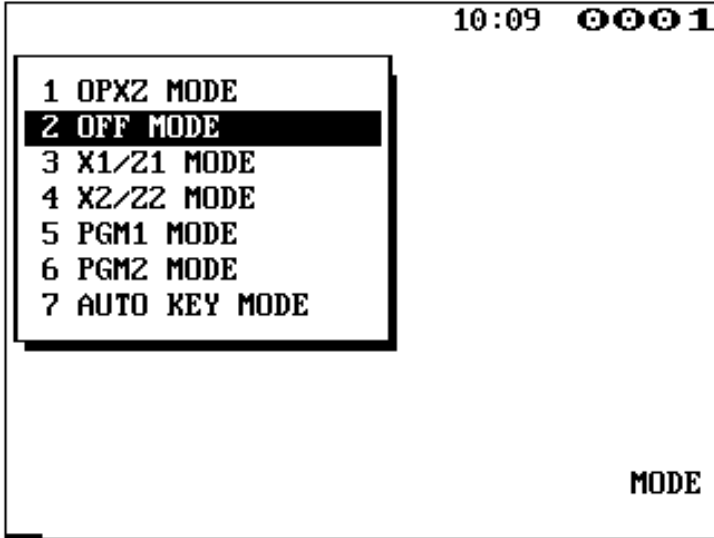 10:09 0001
1 OPXZ MODE
2 OFF MODE
3 X1/Z1 MODE
4 X2/Z2 MODE
5 PGM1 MODE
6 PGM2 MODE
7 AUTO KEY MODE
MODE